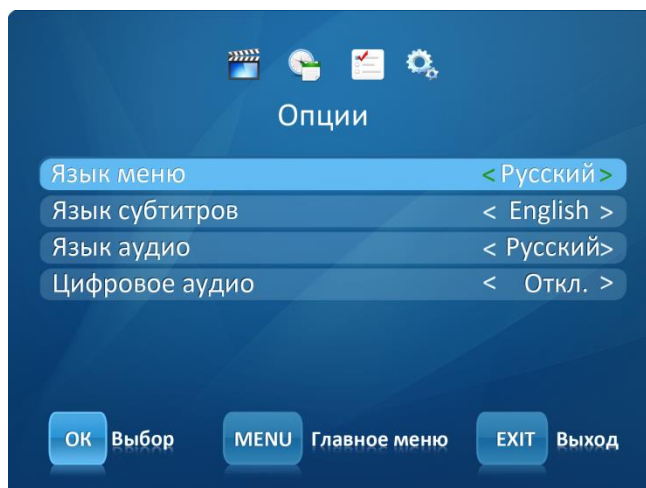 Опции
Язык меню < Русский >
Язык субтитров < English >
Язык аудио < Русский>
Цифровое аудио < Откл. >
ОК Выбор MENU Главное меню EXIT Выход